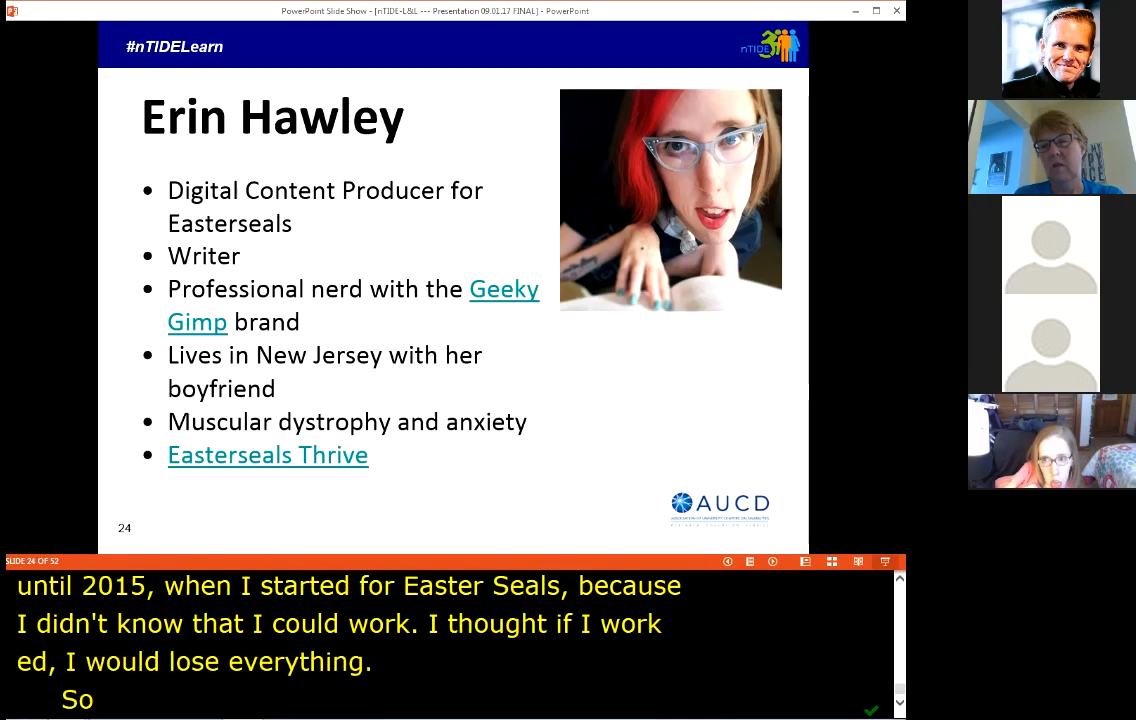 PowerPoint Slide Show - [nTIDE-L&L --- Presentation 09.01.17 FINAL] - PowerPoint
#nTIDELearn
nTIDE
Erin Hawley
• Digital Content Producer for
Easterseals
• Writer
• Professional nerd with the Geeky
Gimp brand
• Lives in New Jersey with her
boyfriend
• Muscular dystrophy and anxiety
• Easterseals Thrive
AUCD
24
SLIDE 24 OF 52
until 2015, when I started for Easter Seals, because
I didn't know that I could work. I thought if I work
ed, I would lose everything.
So